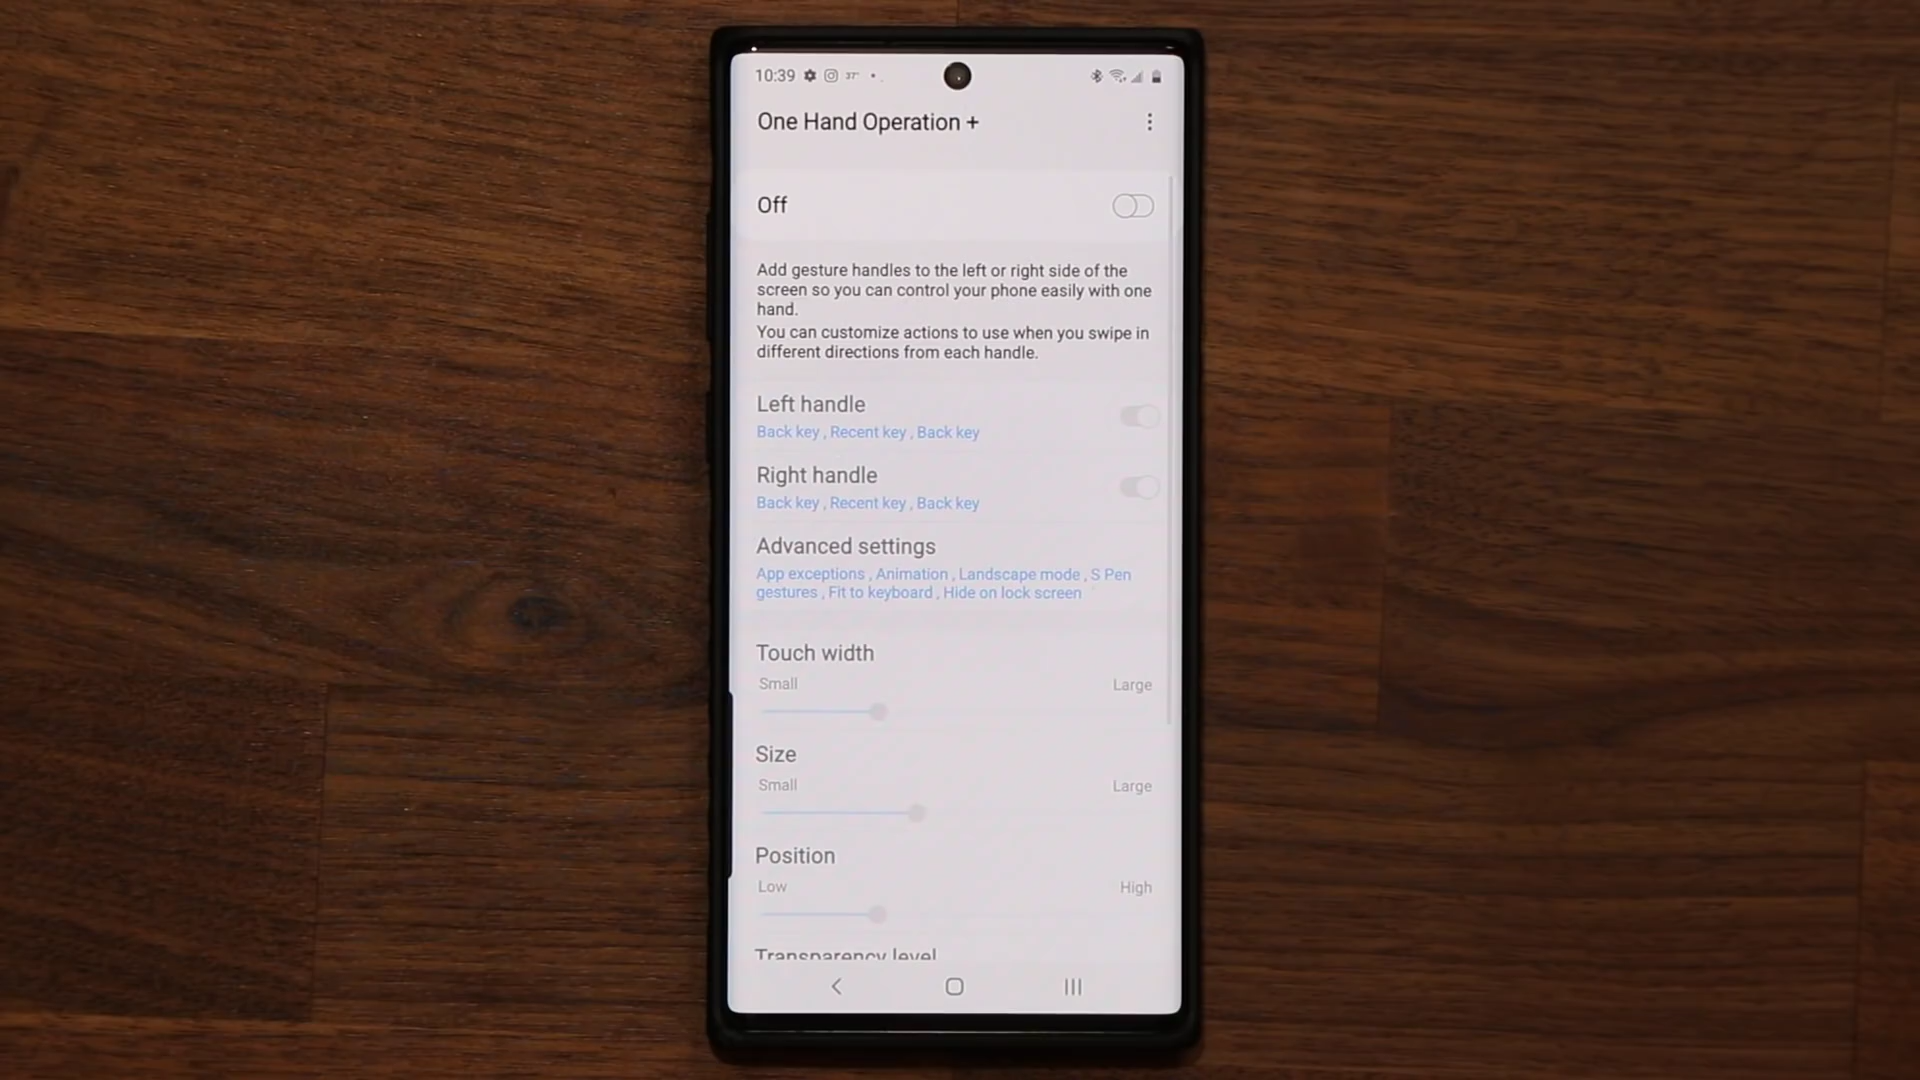 10:39 37°
One Hand Operation +
Off
Add gesture handles to the left or right side of the
screen so you can control your phone easily with one
hand.
You can customize actions to use when you swipe in
different directions from each handle.
Left handle
Back key , Recent key , Back key
Right handle
Back key , Recent key , Back key
Advanced settings
App exceptions , Animation , Landscape mode , S Pen
gestures , Fit to keyboard , Hide on lock screen
Touch width
Small Large
Size
Small Large
Position
Low High
Transparency level